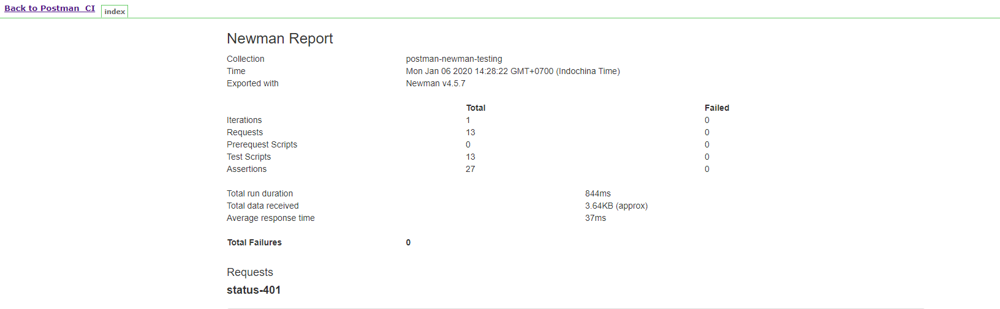 Back to Postman_CI index
Newman Report
Collection postman-newman-testing
Time Mon Jan 06 2020 14:28:22 GMT+0700 (Indochina Time)
Exported with Newman v4.5.7
Total Failed
Iterations 1 0
Requests 13 0
Prerequest Scripts 0 0
Test Scripts 13 0
Assertions 27 0
Total run duration 844ms
Total data received 3.64KB (approx)
Average response time 37ms
Total Failures 0
Requests
status-401